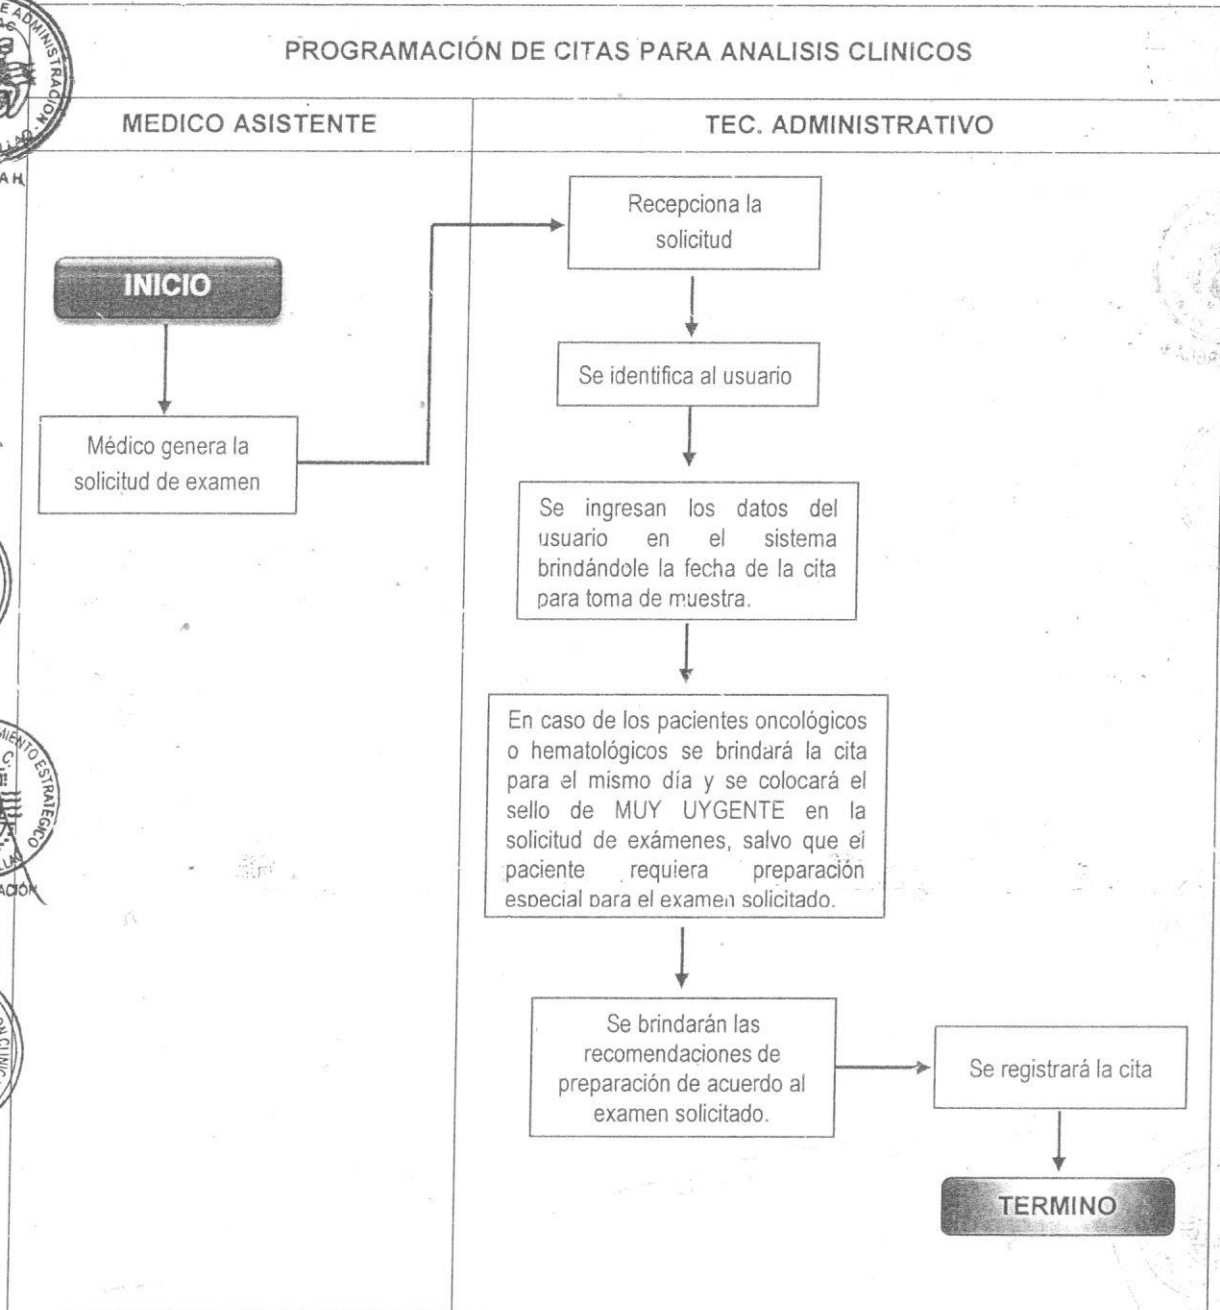 PROGRAMACIÓN DE CITAS PARA ANALISIS CLINICOS
MEDICO ASISTENTE
TEC. ADMINISTRATIVO
INICIO
Médico genera la
solicitud de examen
Recepciona la
solicitud
Se identifica al usuario
Se ingresan los datos del
usuario en el sistema
brindándole la fecha de la cita
para toma de muestra.
En caso de los pacientes oncológicos
o hematológicos se brindará la cita
para el mismo día y se colocará el
sello de MUY UYGENTE en la
solicitud de exámenes, salvo que el
paciente requiera preparación
especial para el examen solicitado.
Se brindarán las
recomendaciones de
preparación de acuerdo al
examen solicitado.
Se registrará la cita
TERMINO